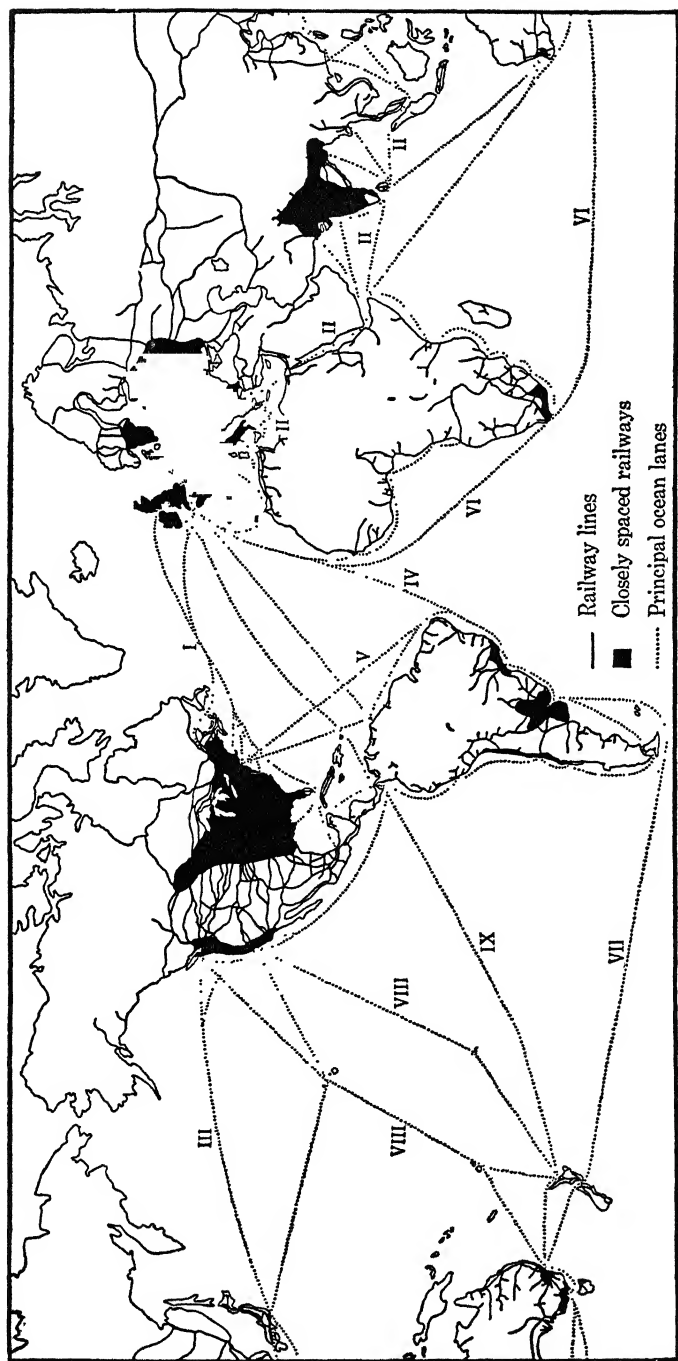 III
I
II
II
II
II
V
VIII
VIII
IV
VI
IX
VI
VII
Railway lines
Closely spaced railways
Principal ocean lanes